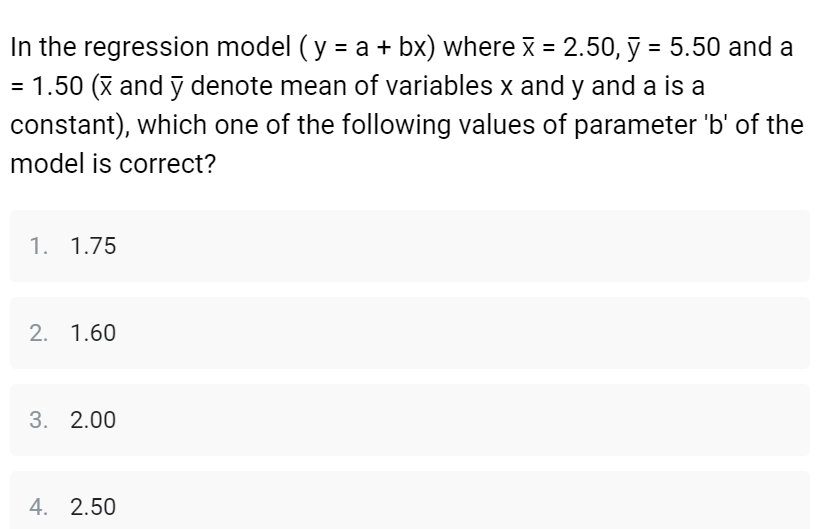 In the regression model ( y = a + bx) where x̄ = 2.50, ȳ = 5.50 and a
= 1.50 (x̄ and ȳ denote mean of variables x and y and a is a
constant), which one of the following values of parameter 'b' of the
model is correct?
1. 1.75
2. 1.60
3. 2.00
4. 2.50